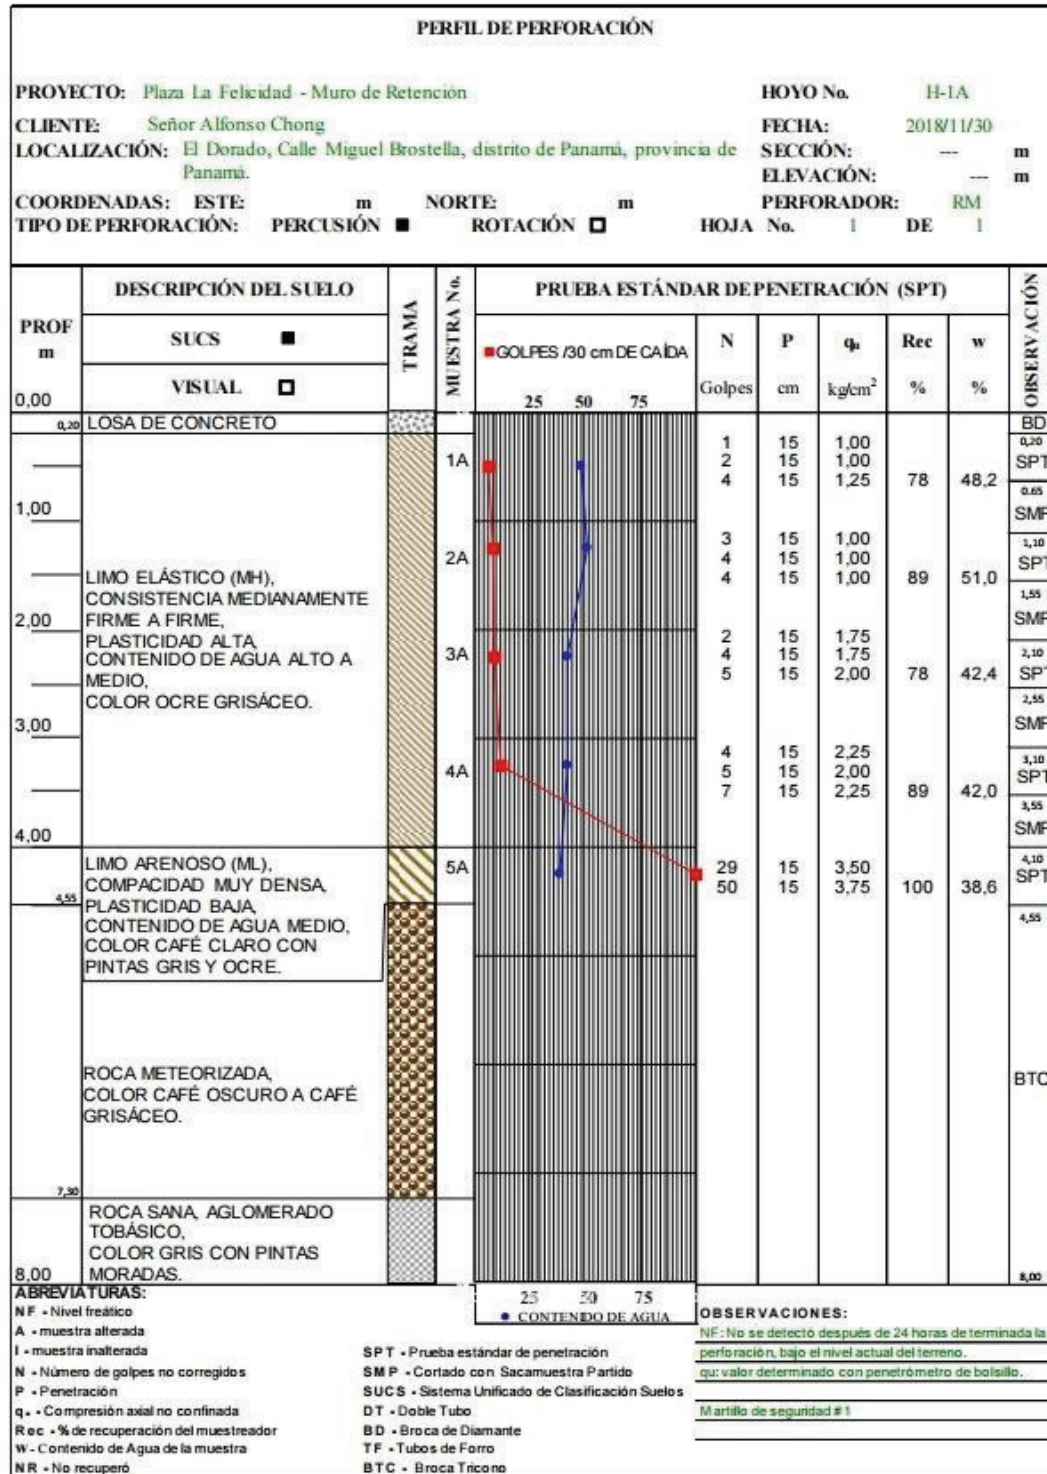 PERFIL DE PERFORACIÓN
PROYECTO: Plaza La Felicidad - Muro de Retención HOYO No. H-1A
CLIENTE: Señor Alfonso Chong FECHA: 2018/11/30
LOCALIZACIÓN: El Dorado, Calle Miguel Brostella, distrito de Panamá, provincia de SECCIÓN: --- m
Panamá. ELEVACIÓN: --- m
COORDENADAS: ESTE: m NORTE: m PERFORADOR: RM
TIPO DE PERFORACIÓN: PERCUSIÓN ■ ROTACIÓN □ HOJA No. 1 DE 1
PROF m
DESCRIPCIÓN DEL SUELO
SUCS ■
VISUAL □
TRAMA
MUESTRA No.
PRUEBA ESTÁNDAR DE PENETRACIÓN (SPT)
GOLPES /30 cm DE CAÍDA
25 50 75
N P qu Rec w
Golpes cm kg/cm² % %
OBSERVACIÓN
0,00
0,20 LOSA DE CONCRETO BD
1 15 1,00 0,20
1A 2 15 1,00 SPT
4 15 1,25 78 48,2
0.65
SMP
1,00
3 15 1,00 1,10
2A 4 15 1,00 SPT
4 15 1,00 89 51,0
1,55
SMP
LIMO ELÁSTICO (MH),
CONSISTENCIA MEDIANAMENTE
FIRME A FIRME,
PLASTICIDAD ALTA,
CONTENIDO DE AGUA ALTO A
MEDIO,
COLOR OCRE GRISÁCEO.
2,00
2 15 1,75 2,10
3A 4 15 1,75
5 15 2,00 78 42,4 SPT
2,55
SMP
3,00
4 15 2,25 3,10
4A 5 15 2,00 SPT
7 15 2,25 89 42,0
3,55
SMP
4,00
LIMO ARENOSO (ML),
COMPACIDAD MUY DENSA,
PLASTICIDAD BAJA,
CONTENIDO DE AGUA MEDIO,
COLOR CAFÉ CLARO CON
PINTAS GRIS Y OCRE.
5A 29 15 3,50 4,10
50 15 3,75 100 38,6 SPT
4,55 4,55
ROCA METEORIZADA,
COLOR CAFÉ OSCURO A CAFÉ
GRISÁCEO.
BTC
7,30
ROCA SANA, AGLOMERADO
TOBÁSICO,
COLOR GRIS CON PINTAS
MORADAS.
8,00 8,00
25 50 75
CONTENIDO DE AGUA
ABREVIATURAS:
NF - Nivel freático
A - muestra alterada
I - muestra inalterada
N - Número de golpes no corregidos
P - Penetración
q. - Compresión axial no confinada
Rec - % de recuperación del muestreador
W - Contenido de Agua de la muestra
NR - No recuperó
SPT - Prueba estándar de penetración
SMP - Cortado con Sacamuestra Partido
SUCS - Sistema Unificado de Clasificación Suelos
DT - Doble Tubo
BD - Broca de Diamante
TF - Tubos de Forro
BTC - Broca Tricono
OBSERVACIONES:
NF: No se detectó después de 24 horas de terminada la
perforación, bajo el nivel actual del terreno.
qu: valor determinado con penetrómetro de bolsillo.
Martillo de seguridad #1